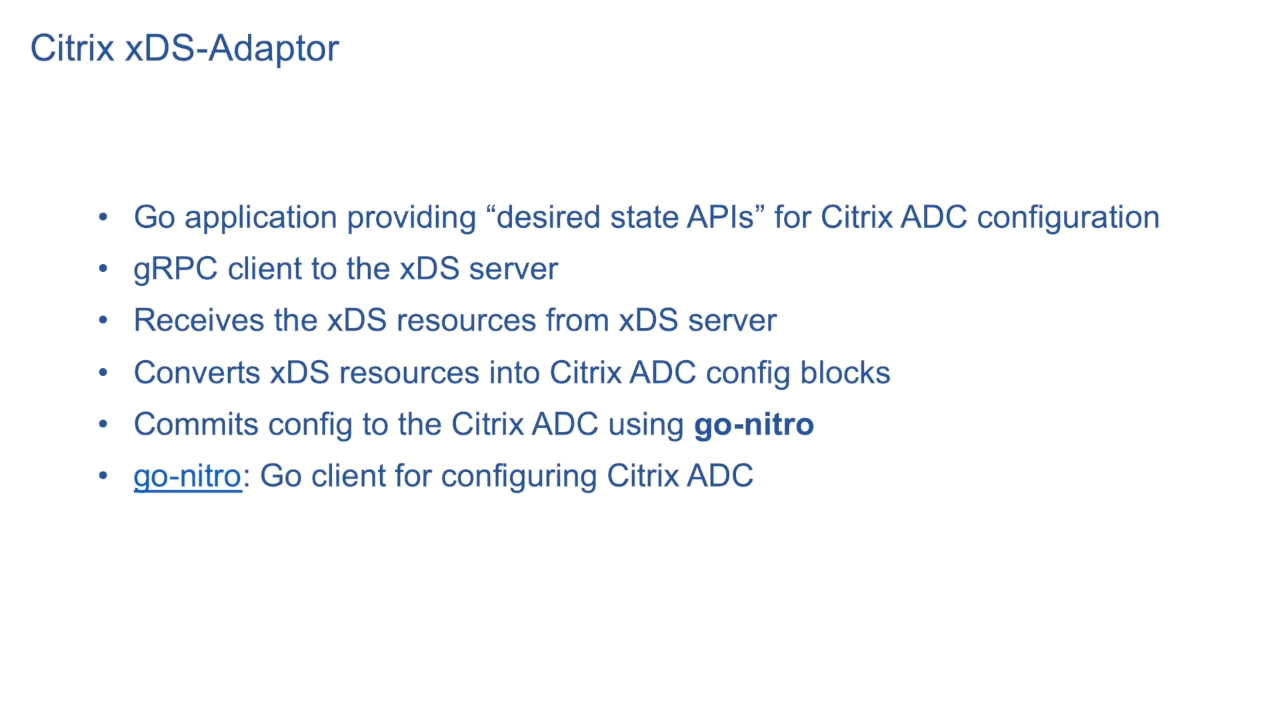 Citrix xDS-Adaptor
• Go application providing “desired state APIs” for Citrix ADC configuration
• gRPC client to the xDS server
• Receives the xDS resources from xDS server
• Converts xDS resources into Citrix ADC config blocks
• Commits config to the Citrix ADC using go-nitro
• go-nitro: Go client for configuring Citrix ADC